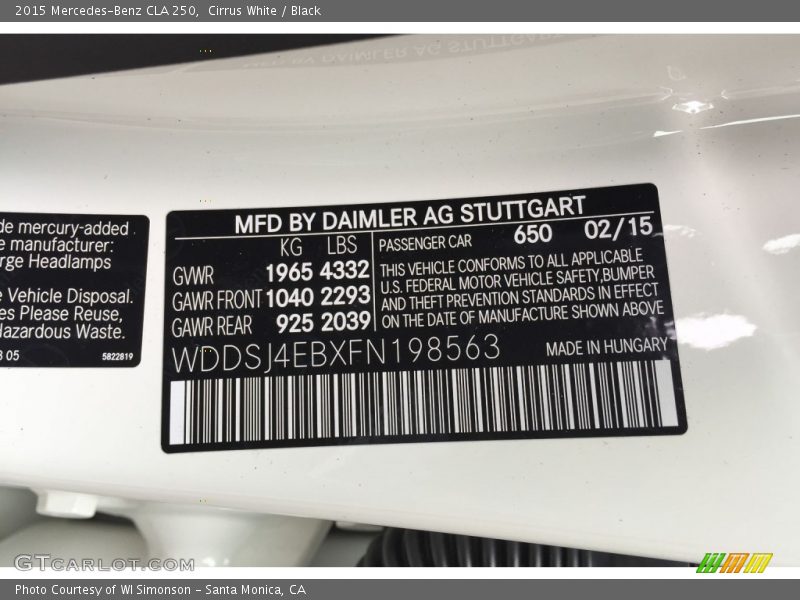 2015 Mercedes-Benz CLA 250,  Cirrus White / Black
de mercury-added
e manufacturer:
rge Headlamps
e Vehicle Disposal.
es Please Reuse,
Hazardous Waste.
05
5822819
MFD BY DAIMLER AG STUTTGART
KG LBS
GVWR 1965 4332
GAWR FRONT 1040 2293
GAWR REAR 925 2039
PASSENGER CAR 650 02/15
THIS VEHICLE CONFORMS TO ALL APPLICABLE
U.S. FEDERAL MOTOR VEHICLE SAFETY,BUMPER
AND THEFT PREVENTION STANDARDS IN EFFECT
ON THE DATE OF MANUFACTURE SHOWN ABOVE
WDDSJ4EBXFN198563
MADE IN HUNGARY
GTcarlot.com
Photo Courtesy of WI Simonson - Santa Monica, CA